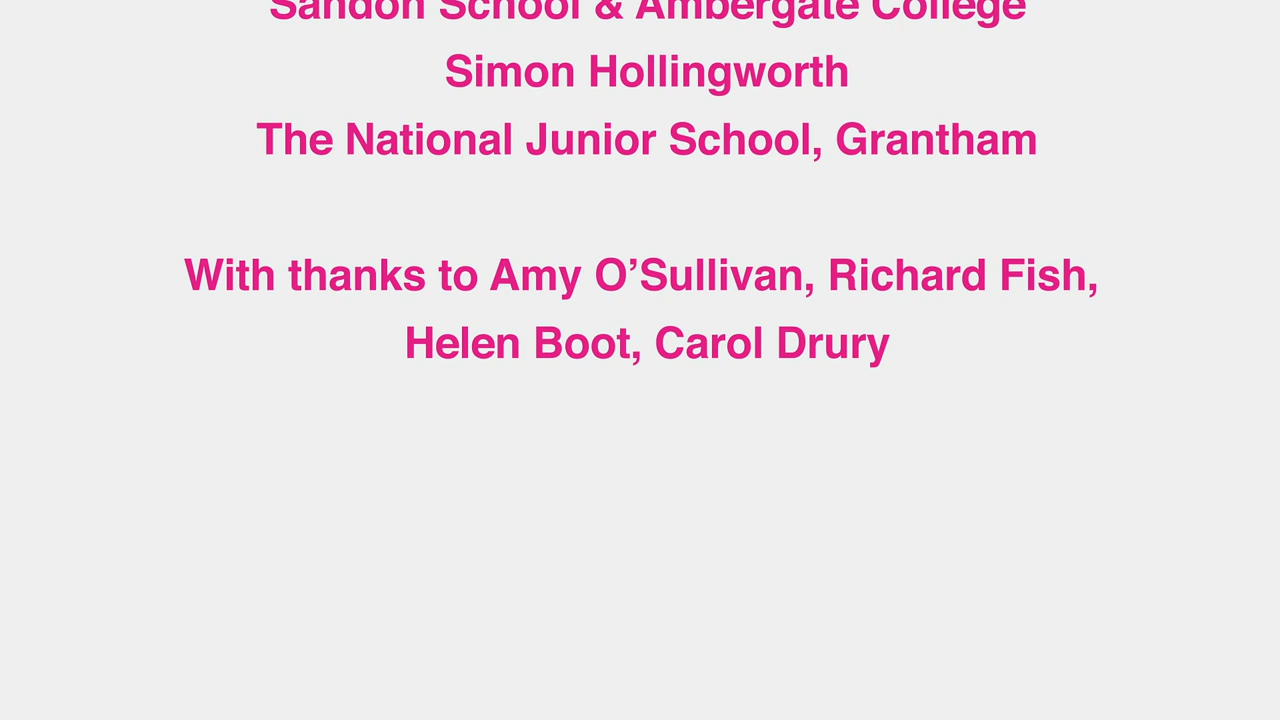 Sandon School & Ambergate College
Simon Hollingworth
The National Junior School, Grantham
With thanks to Amy O’Sullivan, Richard Fish,
Helen Boot, Carol Drury